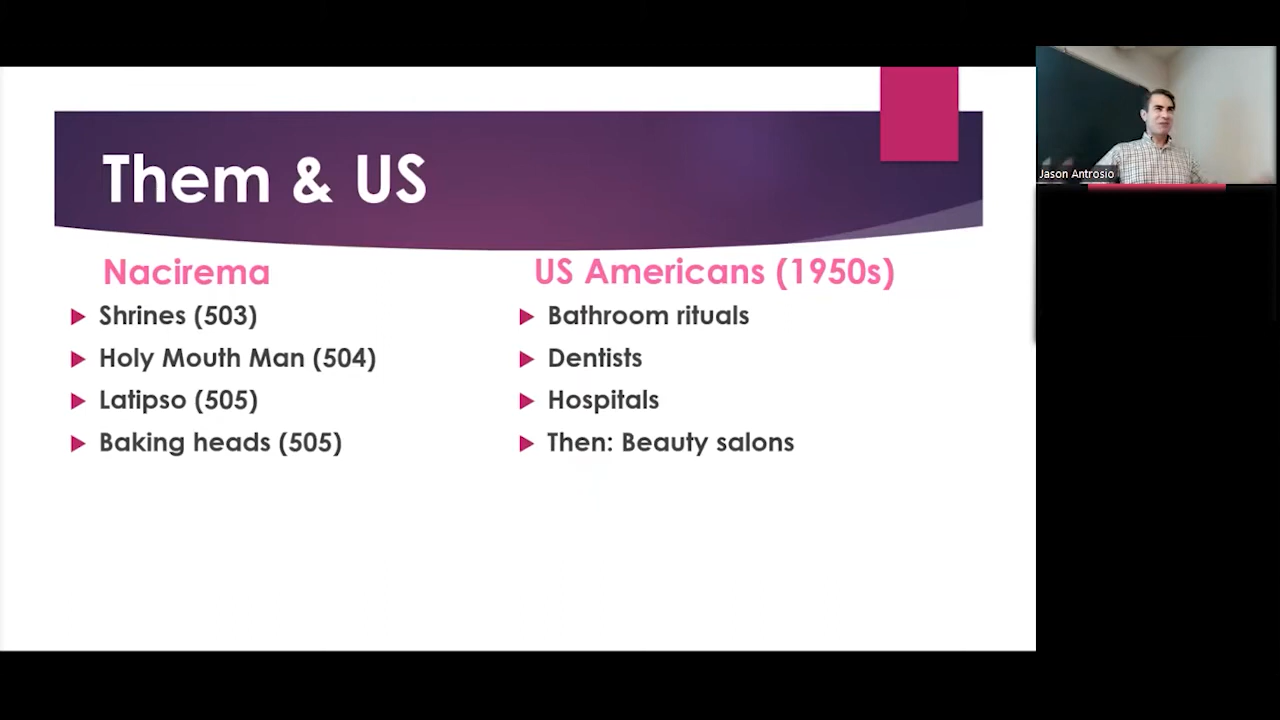 Them & US
Nacirema
Shrines (503)
Holy Mouth Man (504)
Latipso (505)
Baking heads (505)
US Americans (1950s)
Bathroom rituals
Dentists
Hospitals
Then: Beauty salons
Jason Antrosio